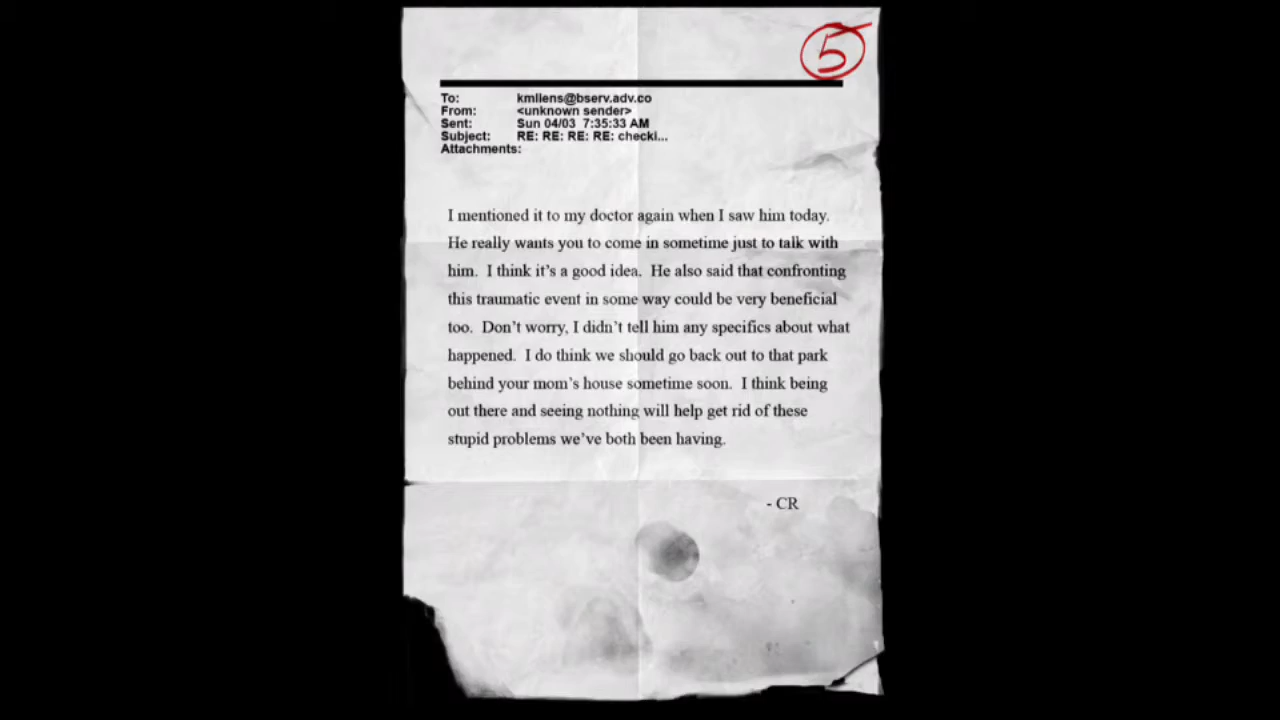 5
To: kmllens@bserv.adv.co
From: <unknown sender>
Sent: Sun 04/03 7:35:33 AM
Subject: RE: RE: RE: RE: checki...
Attachments:
I mentioned it to my doctor again when I saw him today.
He really wants you to come in sometime just to talk with
him. I think it’s a good idea. He also said that confronting
this traumatic event in some way could be very beneficial
too. Don’t worry, I didn’t tell him any specifics about what
happened. I do think we should go back out to that park
behind your mom’s house sometime soon. I think being
out there and seeing nothing will help get rid of these
stupid problems we’ve both been having.
- CR